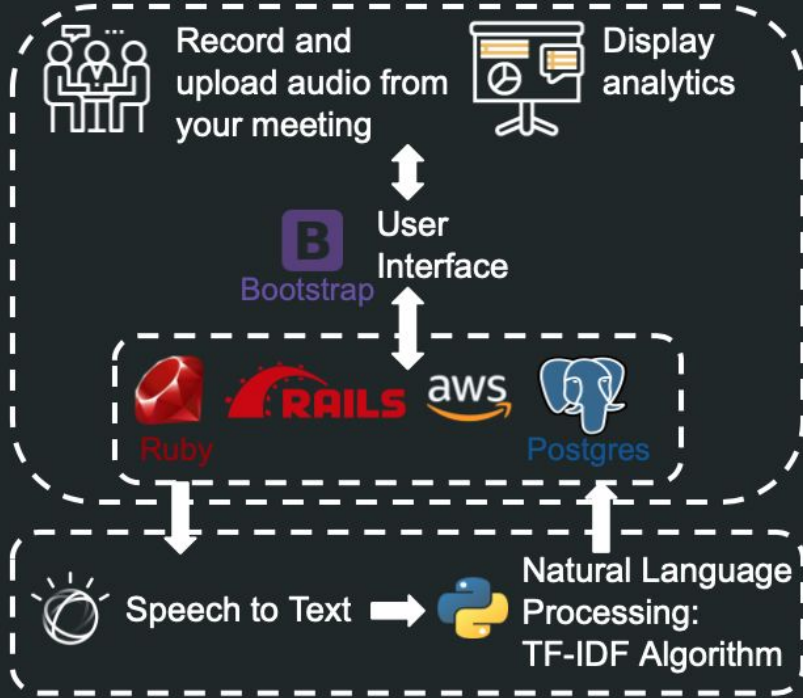 Record and
upload audio from
your meeting
Display
analytics
B
Bootstrap
User
Interface
Ruby
RAILS
aws
Postgres
Speech to Text
Natural Language
Processing:
TF-IDF Algorithm